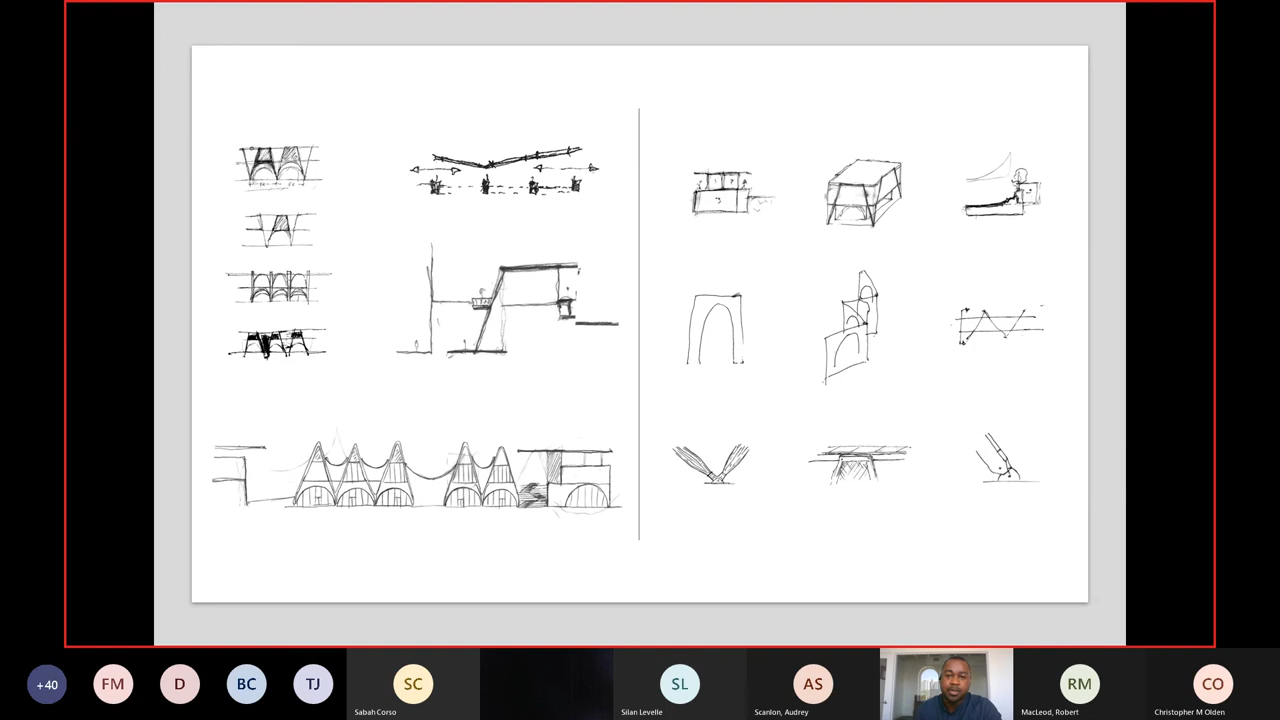 +40
FM
D
BC
TJ
SC
Sabah Corso
SL
Silan Levelle
AS
Scanlon, Audrey
RM
MacLeod, Robert
CO
Christopher M Olden